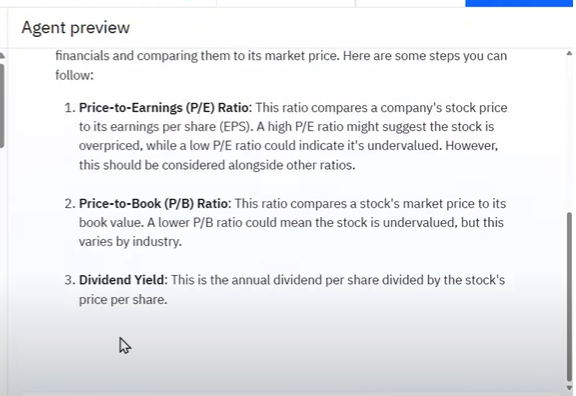 Agent preview
financials and comparing them to its market price. Here are some steps you can
follow:
1. Price-to-Earnings (P/E) Ratio: This ratio compares a company's stock price
to its earnings per share (EPS). A high P/E ratio might suggest the stock is
overpriced, while a low P/E ratio could indicate it's undervalued. However,
this should be considered alongside other ratios.
2. Price-to-Book (P/B) Ratio: This ratio compares a stock's market price to its
book value. A lower P/B ratio could mean the stock is undervalued, but this
varies by industry.
3. Dividend Yield: This is the annual dividend per share divided by the stock's
price per share.